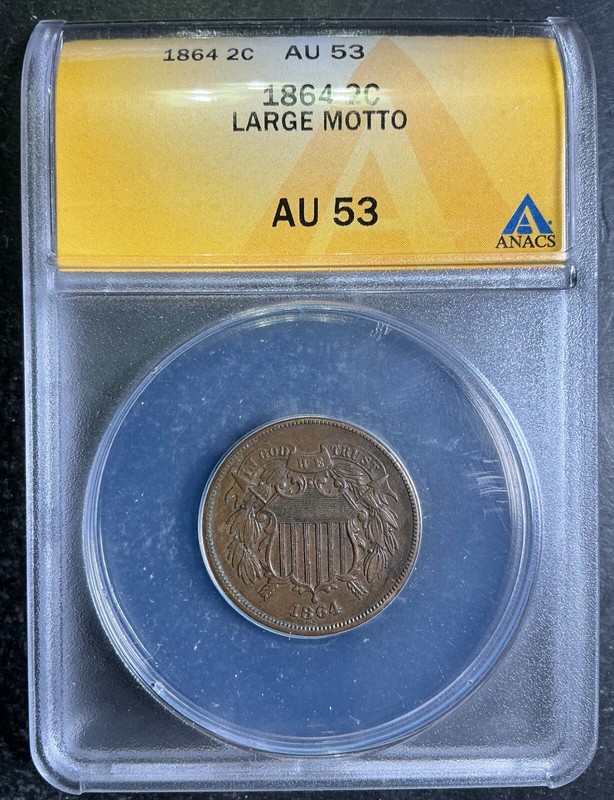 1864 2C AU 53
1864 2C
LARGE MOTTO
AU 53
ANACS
IN GOD WE TRUST
1864